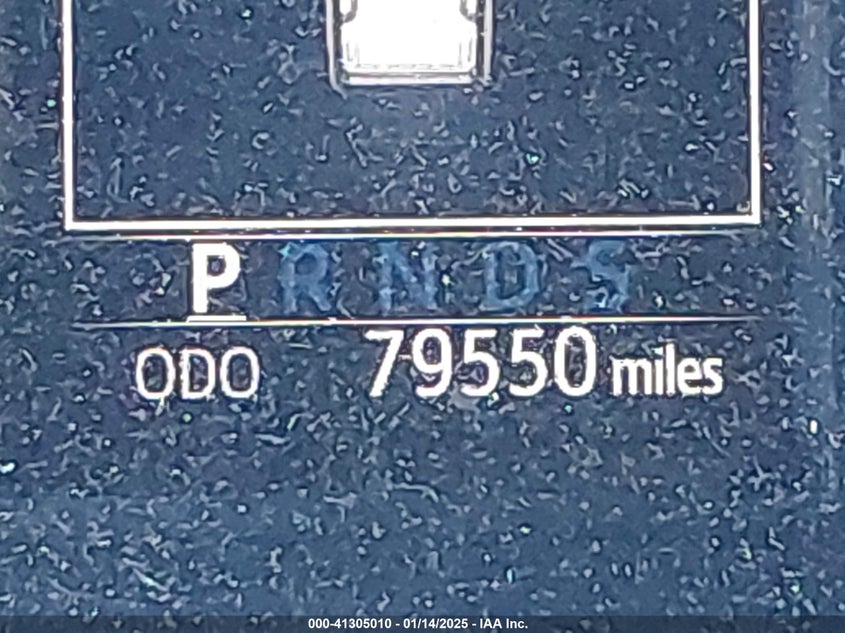 P R N D S
ODO 79550 miles
000-41305010 - 01/14/2025 - IAA Inc.